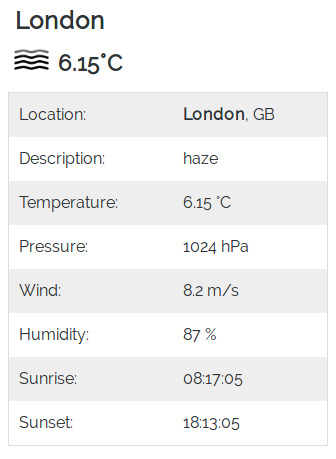 London
6.15°C
Location: London, GB
Description: haze
Temperature: 6.15 °C
Pressure: 1024 hPa
Wind: 8.2 m/s
Humidity: 87 %
Sunrise: 08:17:05
Sunset: 18:13:05